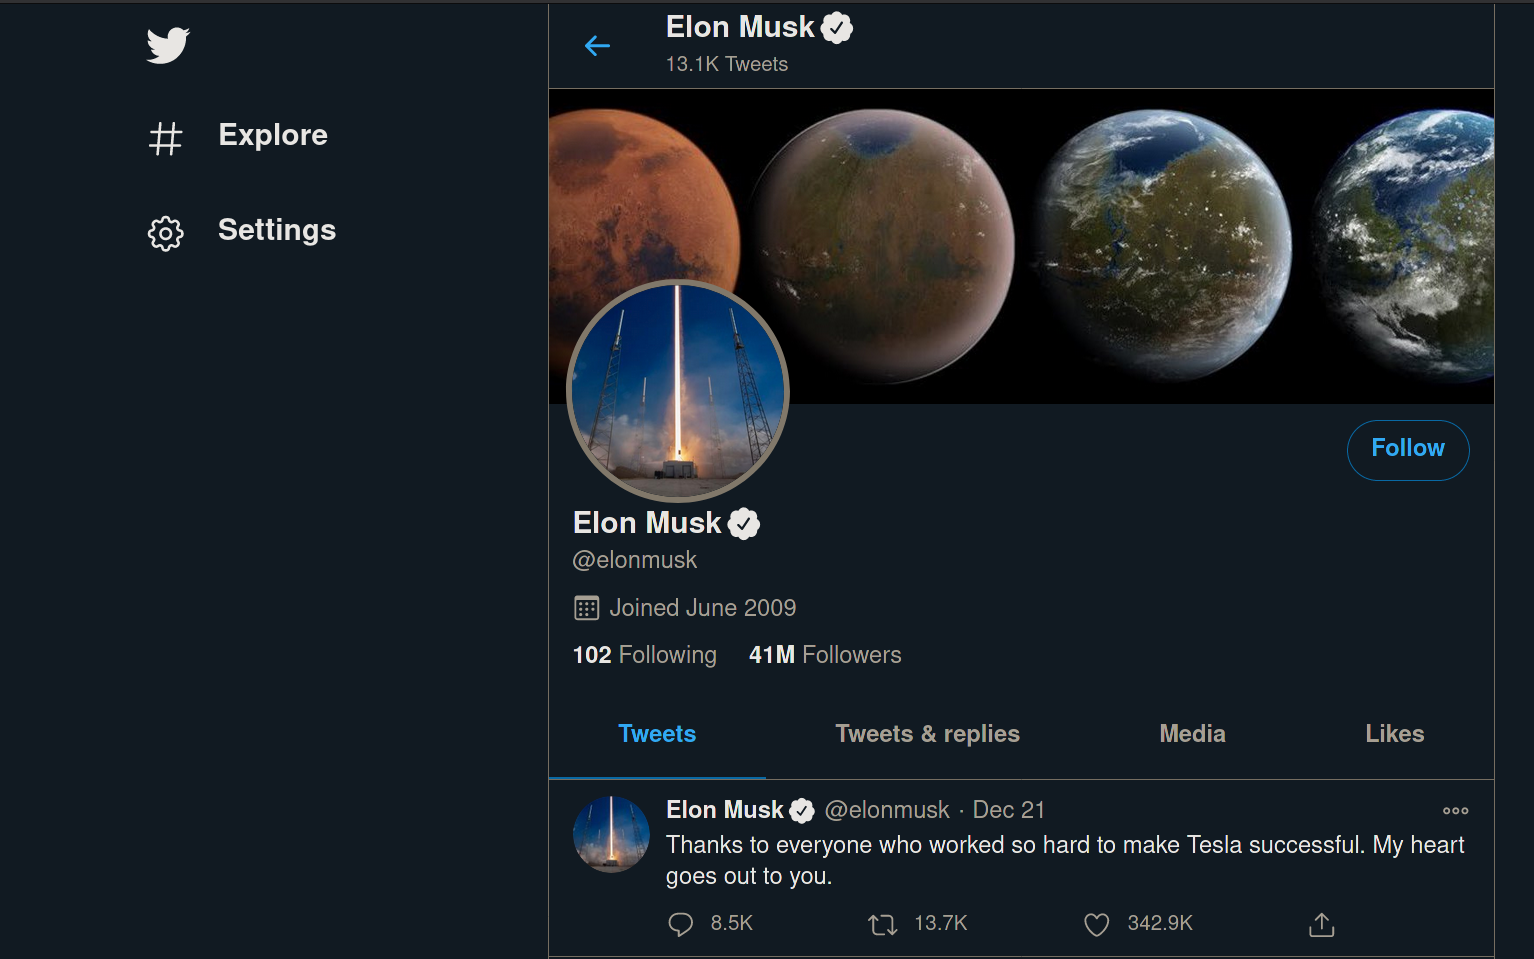 Elon Musk
13.1K Tweets
Explore
Settings
Follow
Elon Musk
@elonmusk
Joined June 2009
102 Following 41M Followers
Tweets Tweets & replies Media Likes
Elon Musk @elonmusk · Dec 21
Thanks to everyone who worked so hard to make Tesla successful. My heart
goes out to you.
8.5K 13.7K 342.9K